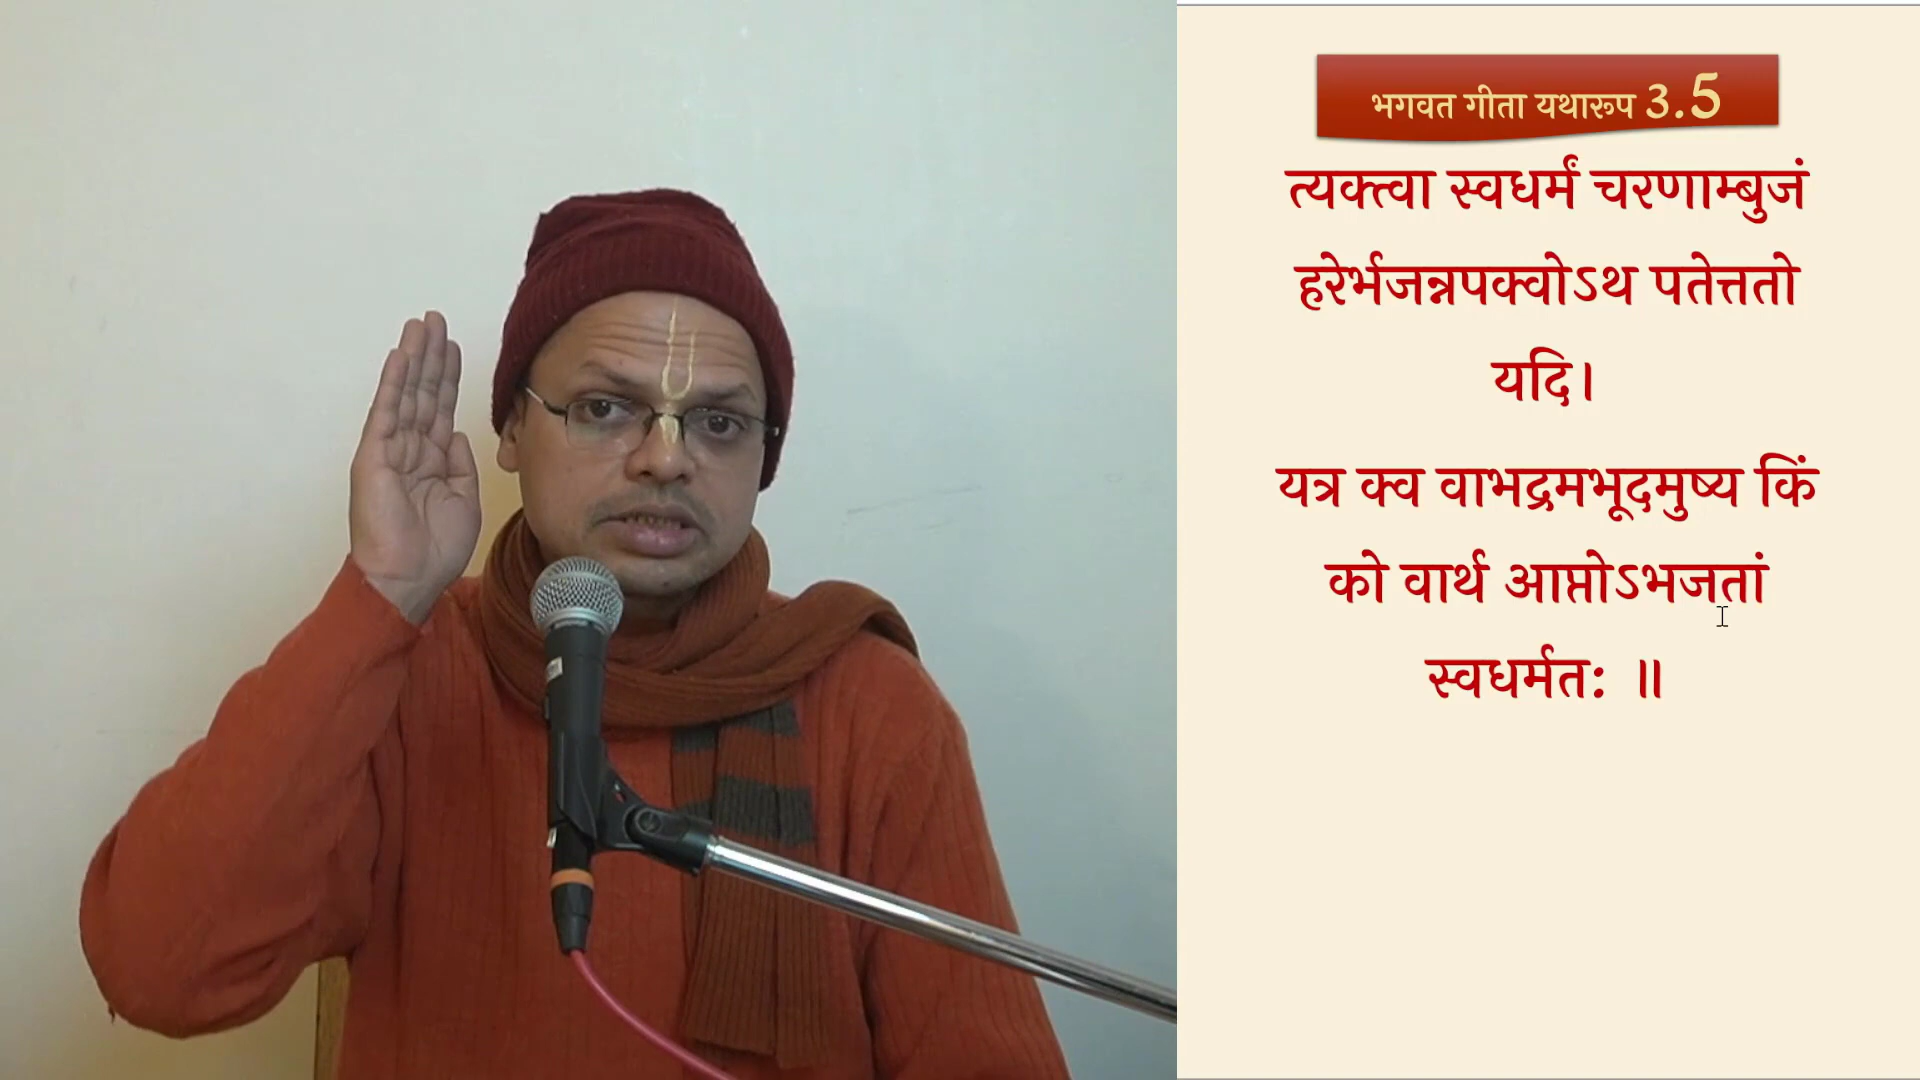 भगवत गीता यथारूप 3.5
त्यक्त्वा स्वधर्मं चरणाम्बुजं
हरेर्भजन्नपक्वोऽथ पतेत्ततो
यदि।
यत्र क्व वाभद्रमभूदमुष्य किं
को वार्थ आप्तोऽभजतां
स्वधर्मत: ॥